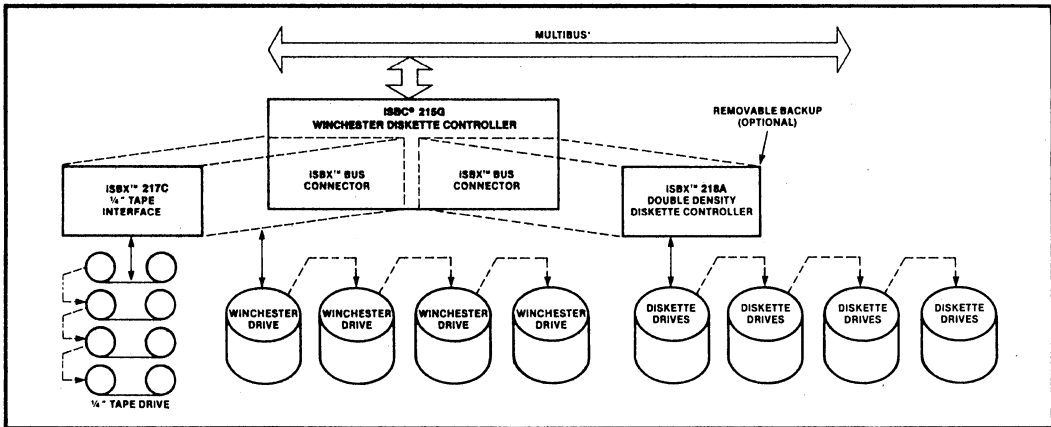 MULTIBUS*
ISBC® 215G
WINCHESTER DISKETTE CONTROLLER
REMOVABLE BACKUP
(OPTIONAL)
ISBX™ BUS
CONNECTOR
ISBX™ BUS
CONNECTOR
ISBX™ 217C
¼" TAPE
INTERFACE
ISBX™ 218A
DOUBLE DENSITY
DISKETTE CONTROLLER
WINCHESTER
DRIVE
WINCHESTER
DRIVE
WINCHESTER
DRIVE
WINCHESTER
DRIVE
DISKETTE
DRIVES
DISKETTE
DRIVES
DISKETTE
DRIVES
DISKETTE
DRIVES
¼" TAPE DRIVE